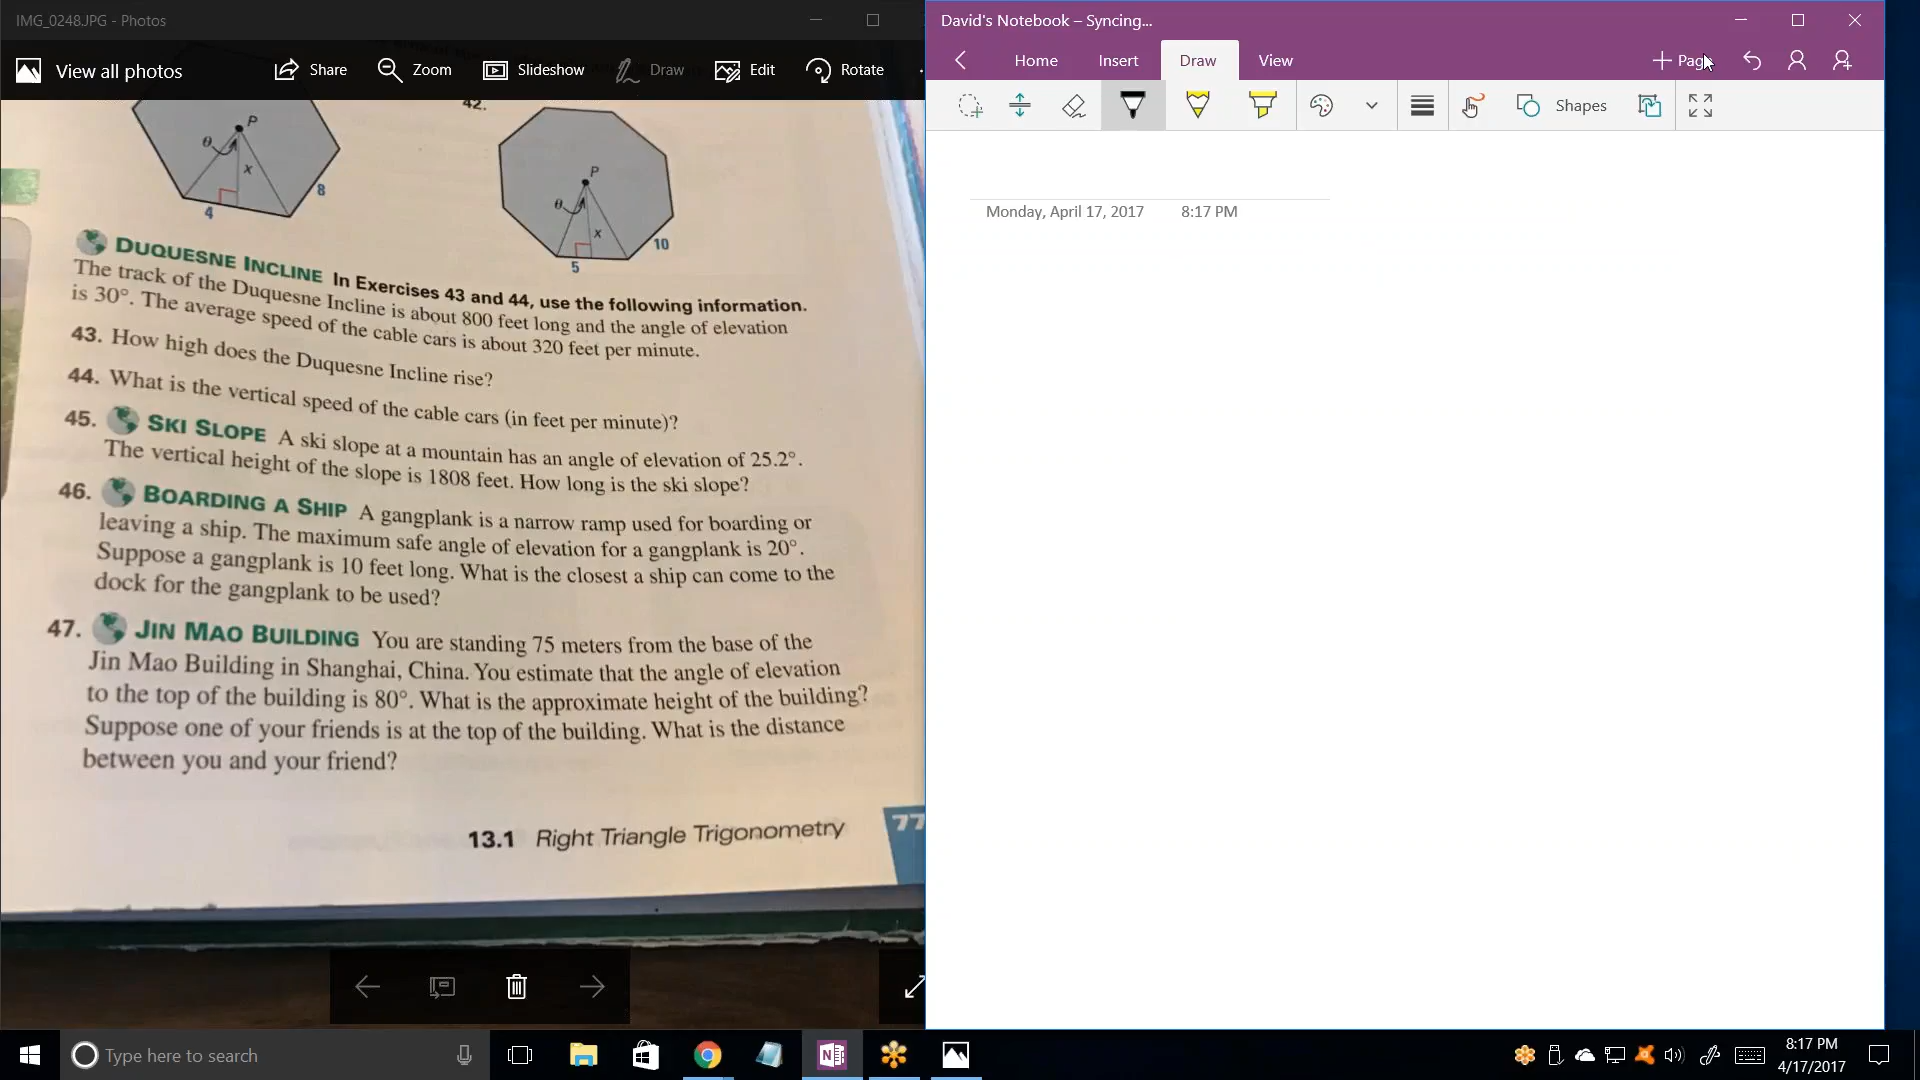 IMG_0248.JPG - Photos
View all photos
Share
Zoom
Slideshow
Draw
Edit
Rotate
42.
P
θ
x
8
4
P
θ
x
10
5
DUQUESNE INCLINE In Exercises 43 and 44, use the following information.
The track of the Duquesne Incline is about 800 feet long and the angle of elevation
is 30°. The average speed of the cable cars is about 320 feet per minute.
43. How high does the Duquesne Incline rise?
44. What is the vertical speed of the cable cars (in feet per minute)?
45. SKI SLOPE A ski slope at a mountain has an angle of elevation of 25.2°.
The vertical height of the slope is 1808 feet. How long is the ski slope?
46. BOARDING A SHIP A gangplank is a narrow ramp used for boarding or
leaving a ship. The maximum safe angle of elevation for a gangplank is 20°.
Suppose a gangplank is 10 feet long. What is the closest a ship can come to the
dock for the gangplank to be used?
47. JIN MAO BUILDING You are standing 75 meters from the base of the
Jin Mao Building in Shanghai, China. You estimate that the angle of elevation
to the top of the building is 80°. What is the approximate height of the building?
Suppose one of your friends is at the top of the building. What is the distance
between you and your friend?
13.1 Right Triangle Trigonometry
77
David's Notebook – Syncing...
Home
Insert
Draw
View
Page
Shapes
Monday, April 17, 2017 8:17 PM
Type here to search
8:17 PM
4/17/2017